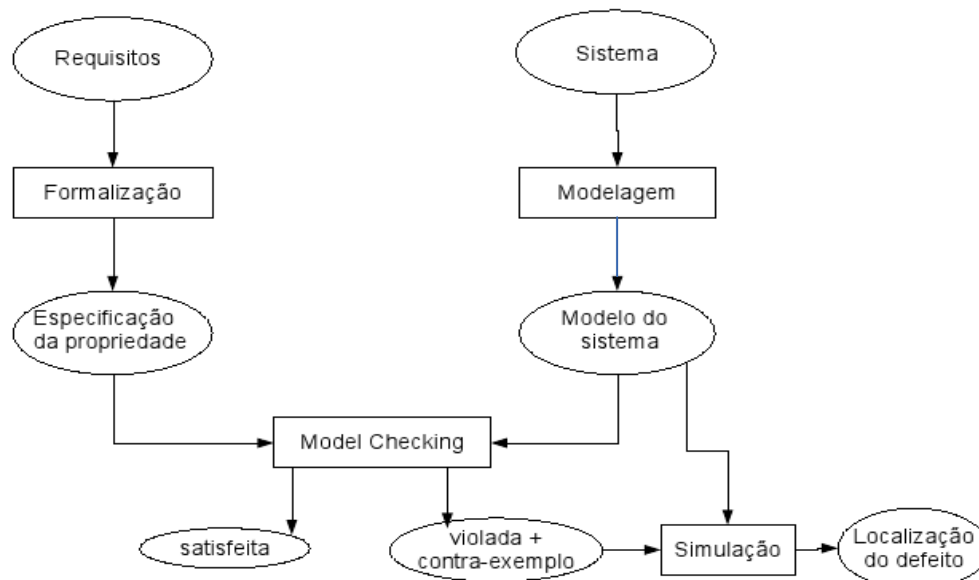 Requisitos
Sistema
Formalização
Modelagem
Especificação
da propriedade
Modelo do
sistema
Model Checking
satisfeita
violada +
contra-exemplo
Simulação
Localização
do defeito